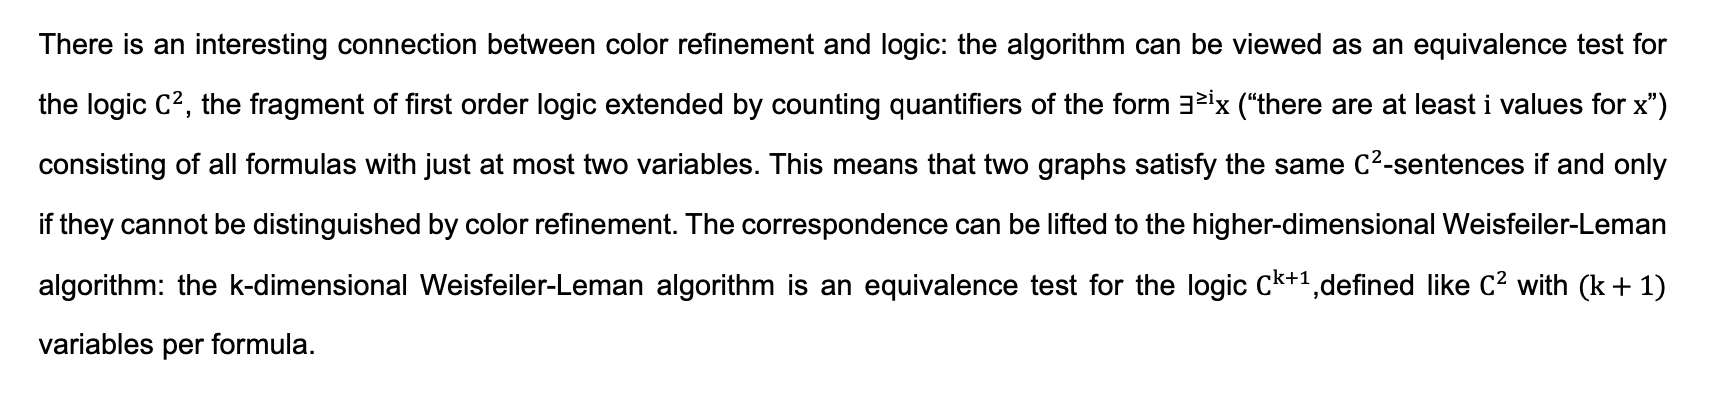 There is an interesting connection between color refinement and logic: the algorithm can be viewed as an equivalence test for
the logic C², the fragment of first order logic extended by counting quantifiers of the form ∃≥ⁱx (“there are at least i values for x”)
consisting of all formulas with just at most two variables. This means that two graphs satisfy the same C²-sentences if and only
if they cannot be distinguished by color refinement. The correspondence can be lifted to the higher-dimensional Weisfeiler-Leman
algorithm: the k-dimensional Weisfeiler-Leman algorithm is an equivalence test for the logic Cᵏ⁺¹,defined like C² with (k + 1)
variables per formula.